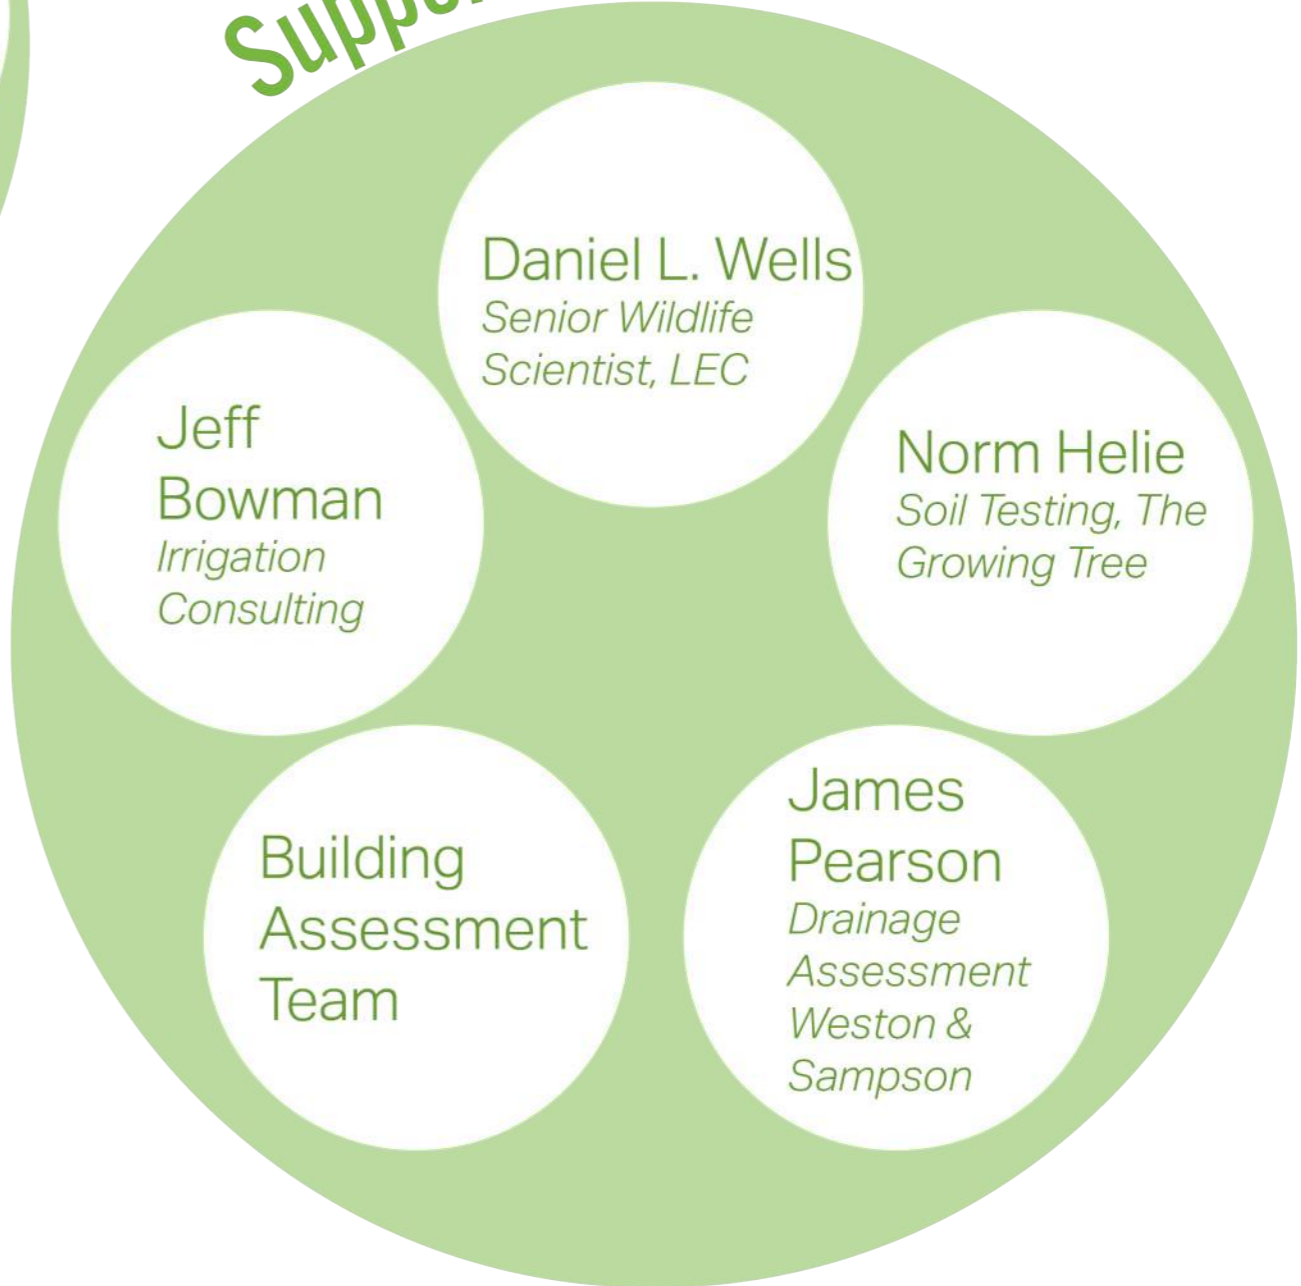 Daniel L. Wells
Senior Wildlife
Scientist, LEC
Jeff
Bowman
Irrigation
Consulting
Norm Helie
Soil Testing, The
Growing Tree
Building
Assessment
Team
James
Pearson
Drainage
Assessment
Weston &
Sampson